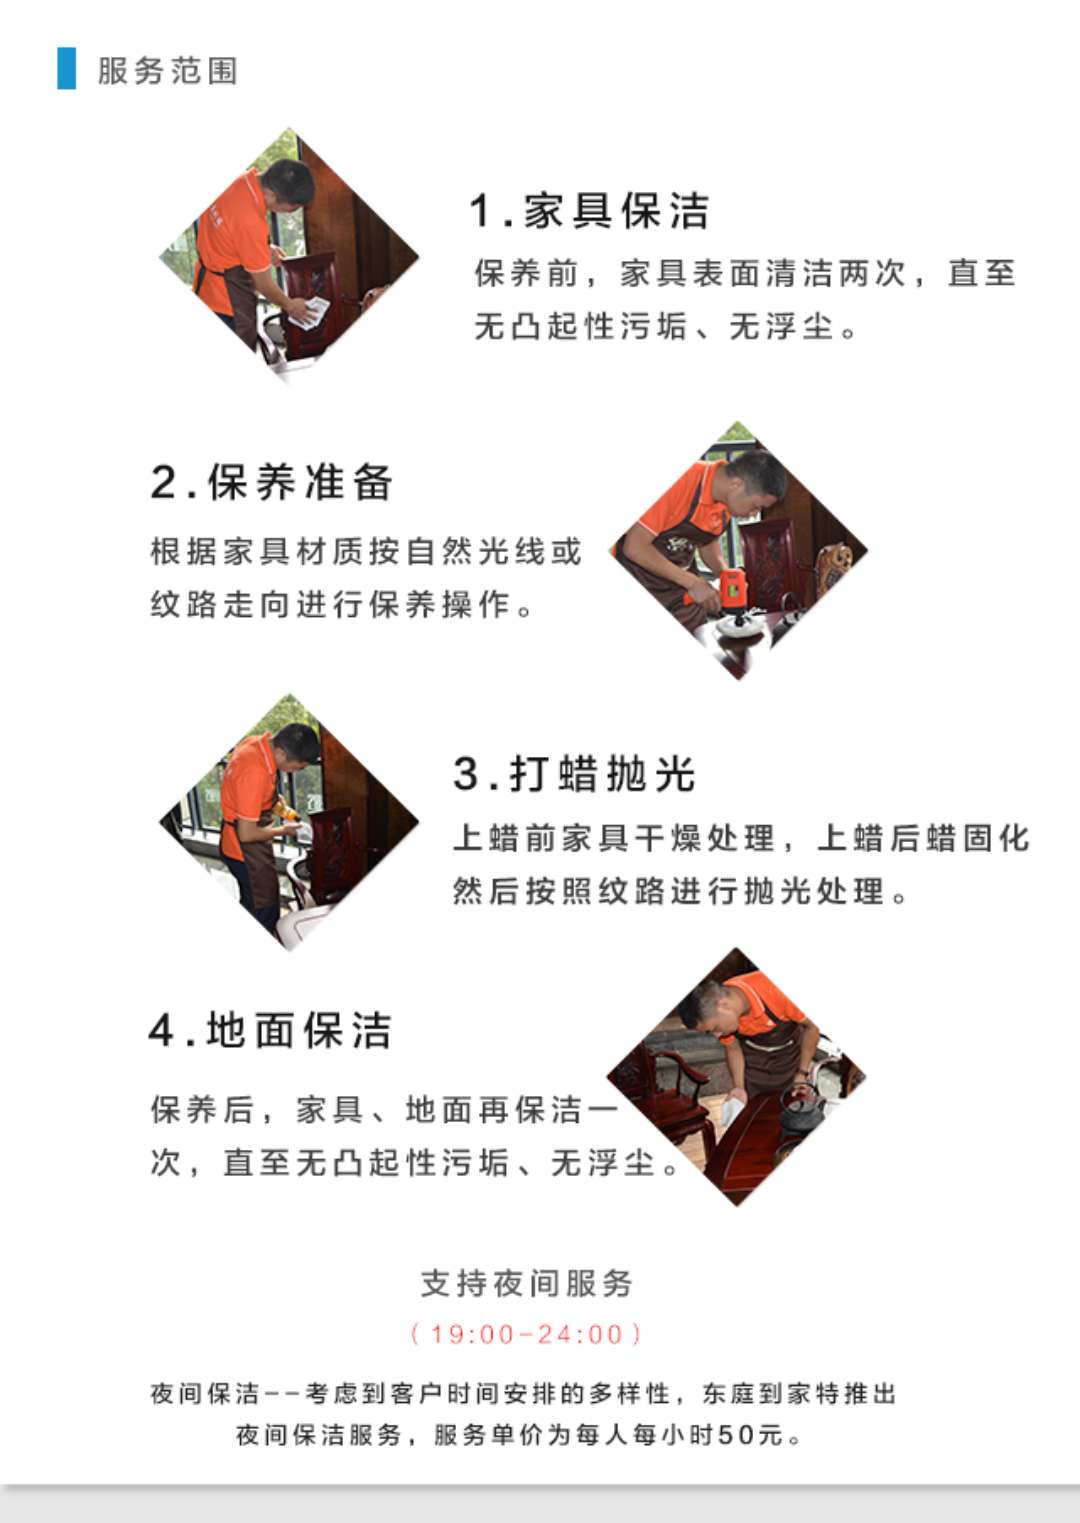 服务范围
1.家具保洁
保养前，家具表面清洁两次，直至
无凸起性污垢、无浮尘。
2.保养准备
根据家具材质按自然光线或
纹路走向进行保养操作。
3.打蜡抛光
上蜡前家具干燥处理，上蜡后蜡固化
然后按照纹路进行抛光处理。
4.地面保洁
保养后，家具、地面再保洁一
次，直至无凸起性污垢、无浮尘。
支持夜间服务
（19:00-24:00）
夜间保洁--考虑到客户时间安排的多样性，东庭到家特推出
夜间保洁服务，服务单价为每人每小时50元。